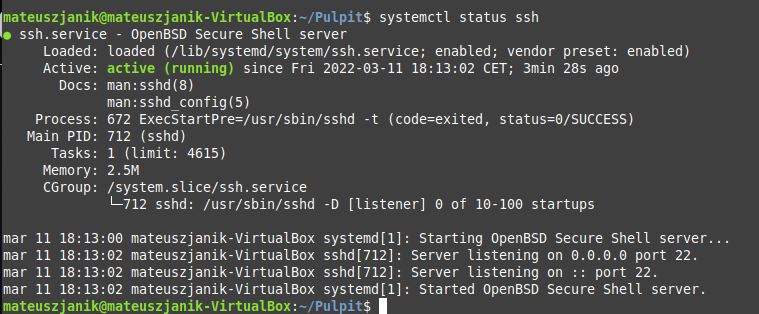 mateuszjanik@mateuszjanik-VirtualBox:~/Pulpit$ systemctl status ssh
● ssh.service - OpenBSD Secure Shell server
     Loaded: loaded (/lib/systemd/system/ssh.service; enabled; vendor preset: enabled)
     Active: active (running) since Fri 2022-03-11 18:13:02 CET; 3min 28s ago
       Docs: man:sshd(8)
             man:sshd_config(5)
    Process: 672 ExecStartPre=/usr/sbin/sshd -t (code=exited, status=0/SUCCESS)
   Main PID: 712 (sshd)
      Tasks: 1 (limit: 4615)
     Memory: 2.5M
     CGroup: /system.slice/ssh.service
             └─712 sshd: /usr/sbin/sshd -D [listener] 0 of 10-100 startups

mar 11 18:13:00 mateuszjanik-VirtualBox systemd[1]: Starting OpenBSD Secure Shell server...
mar 11 18:13:02 mateuszjanik-VirtualBox sshd[712]: Server listening on 0.0.0.0 port 22.
mar 11 18:13:02 mateuszjanik-VirtualBox sshd[712]: Server listening on :: port 22.
mar 11 18:13:02 mateuszjanik-VirtualBox systemd[1]: Started OpenBSD Secure Shell server.
mateuszjanik@mateuszjanik-VirtualBox:~/Pulpit$